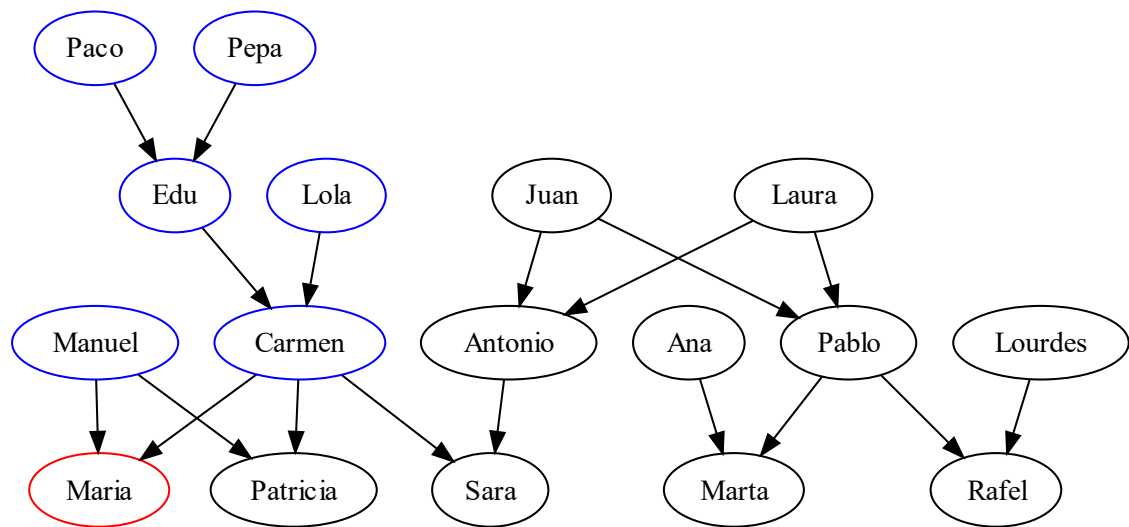 Paco
Pepa
Edu
Lola
Juan
Laura
Manuel
Carmen
Antonio
Ana
Pablo
Lourdes
Maria
Patricia
Sara
Marta
Rafel